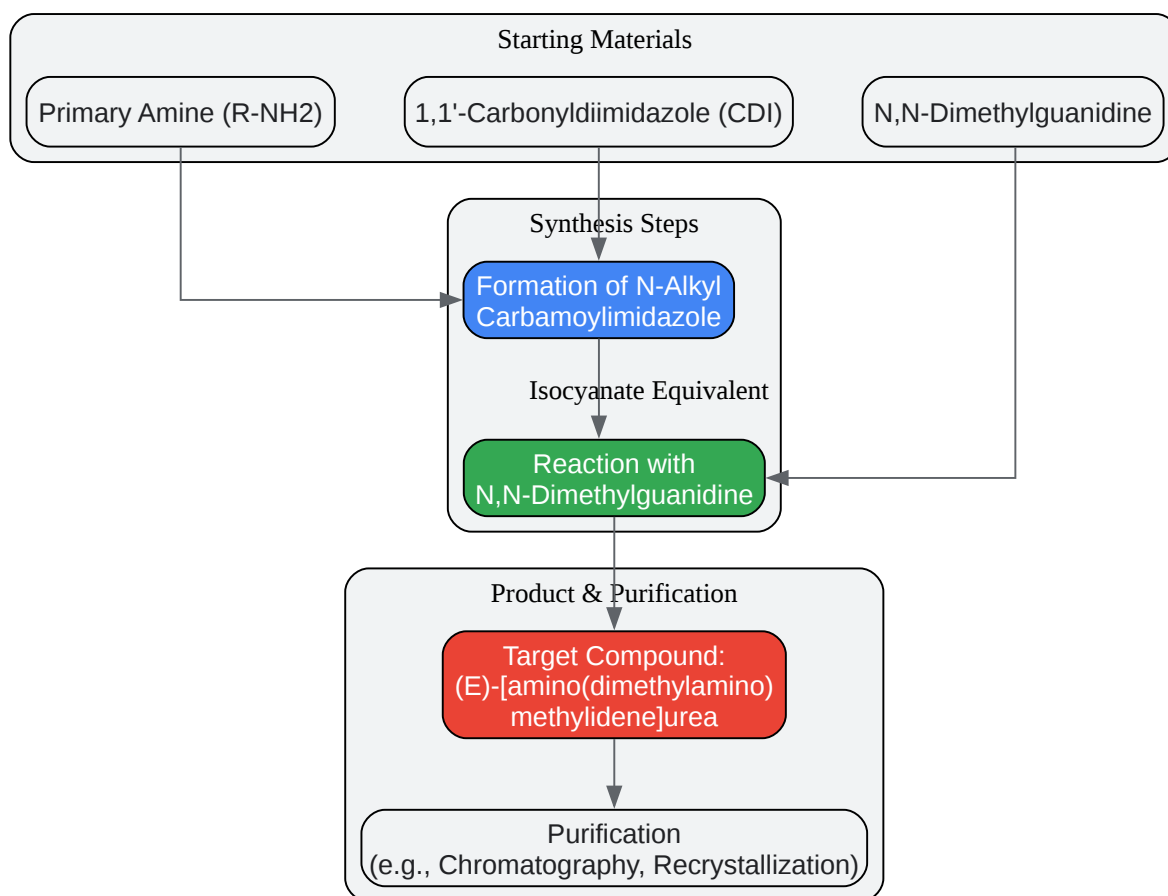 Starting Materials
Primary Amine (R-NH2)
1,1'-Carbonyldiimidazole (CDI)
N,N-Dimethylguanidine
Synthesis Steps
Formation of N-Alkyl
Carbamoylimidazole
Isocyanate Equivalent
Reaction with
N,N-Dimethylguanidine
Product & Purification
Target Compound:
(E)-[amino(dimethylamino)
methylidene]urea
Purification
(e.g., Chromatography, Recrystallization)